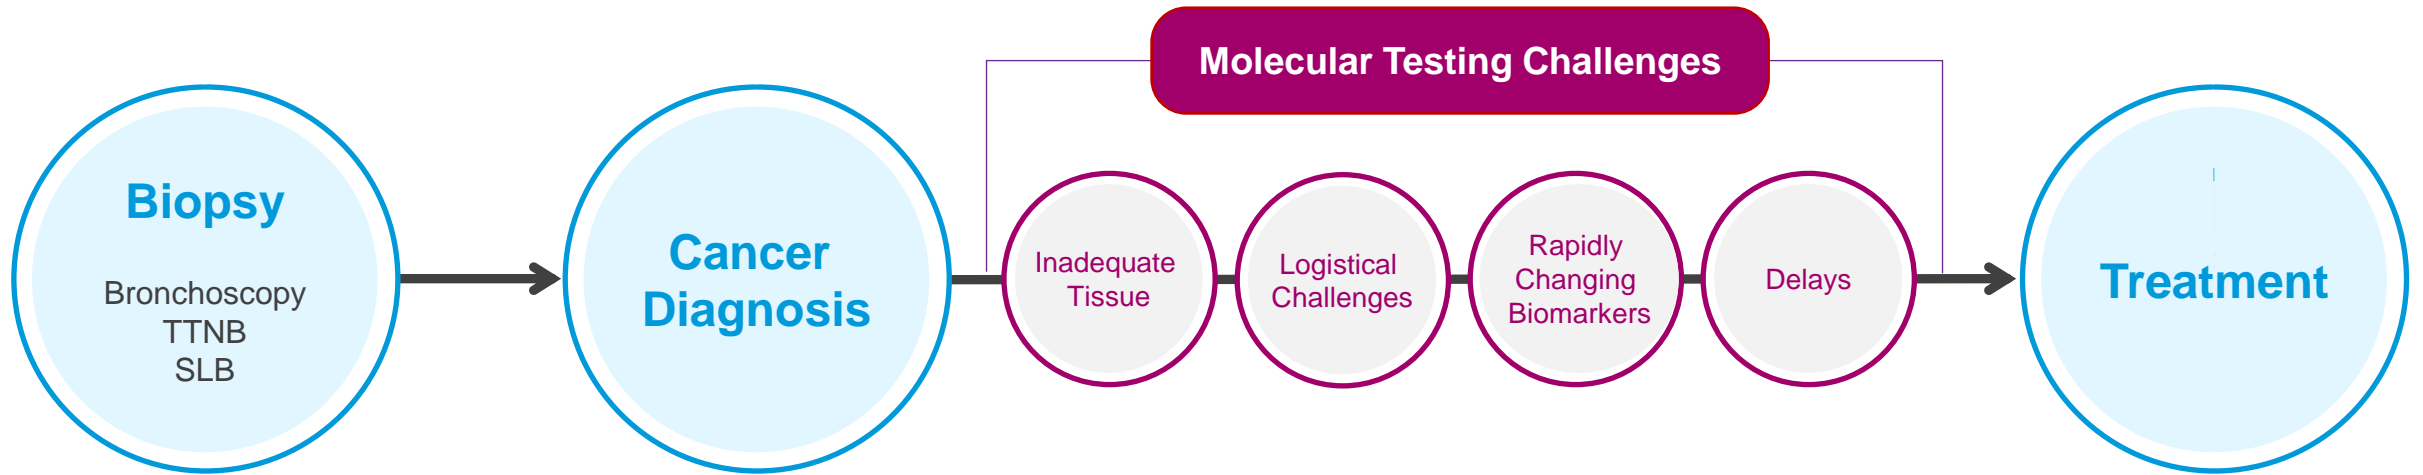 Molecular Testing Challenges
Biopsy
Bronchoscopy
TTNB
SLB
Cancer
Diagnosis
Inadequate
Tissue
Logistical
Challenges
Rapidly
Changing
Biomarkers
Delays
Treatment